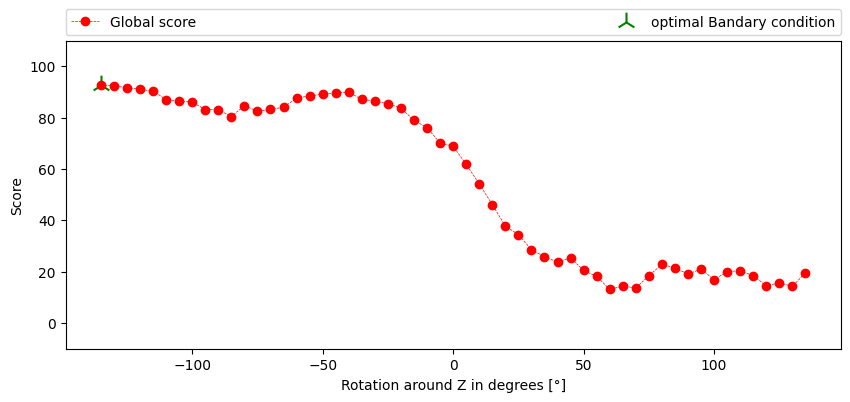 Global score
optimal Bandary condition
100
80
60
40
20
0
Score
−100
−50
0
50
100
Rotation around Z in degrees [°]